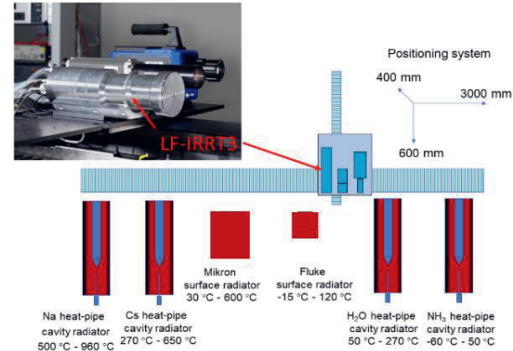 Positioning system
400 mm
3000 mm
600 mm
LF-IRRT3
Mikron
surface radiator
30 °C - 600 °C
Fluke
surface radiator
-15 °C - 120 °C
Na heat-pipe
cavity radiator
500 °C - 960 °C
Cs heat-pipe
cavity radiator
270 °C - 650 °C
H₂O heat-pipe
cavity radiator
50 °C - 270 °C
NH₃ heat-pipe
cavity radiator
-60 °C - 50 °C